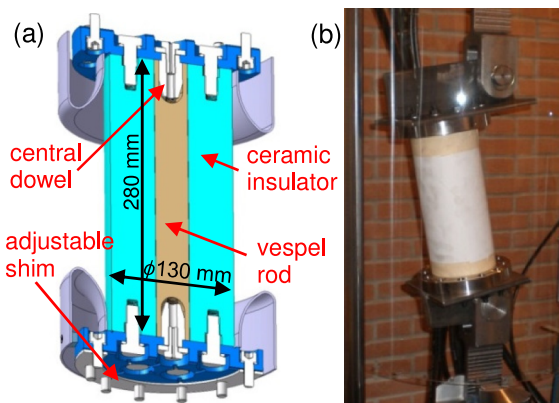 (a)
(b)
central
dowel
280 mm
ceramic
insulator
adjustable
shim
vespel
rod
ϕ130 mm